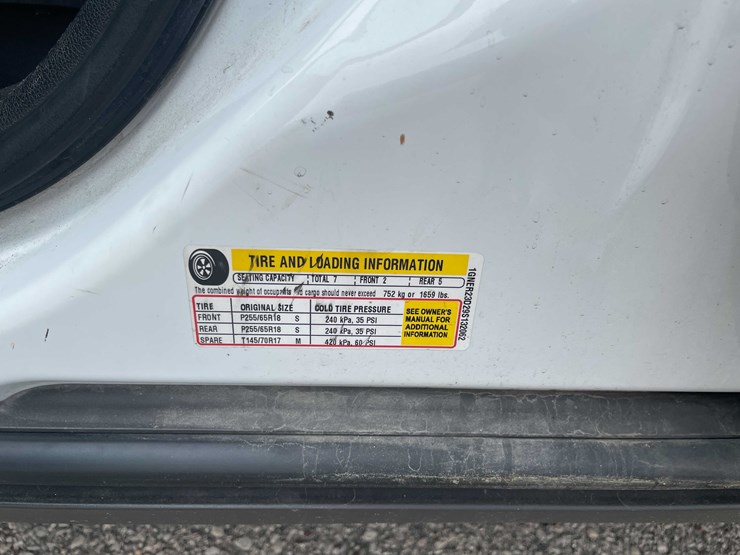 TIRE AND LOADING INFORMATION
SEATING CAPACITY TOTAL 7 FRONT 2 REAR 5
The combined weight of occupants and cargo should never exceed 752 kg or 1659 lbs.
TIRE ORIGINAL SIZE COLD TIRE PRESSURE
FRONT P255/65R18 S 240 kPa, 35 PSI
REAR P255/65R18 S 240 kPa, 35 PSI
SPARE T145/70R17 M 420 kPa, 60 PSI
SEE OWNER'S
MANUAL FOR
ADDITIONAL
INFORMATION
1GNER23D29S132062